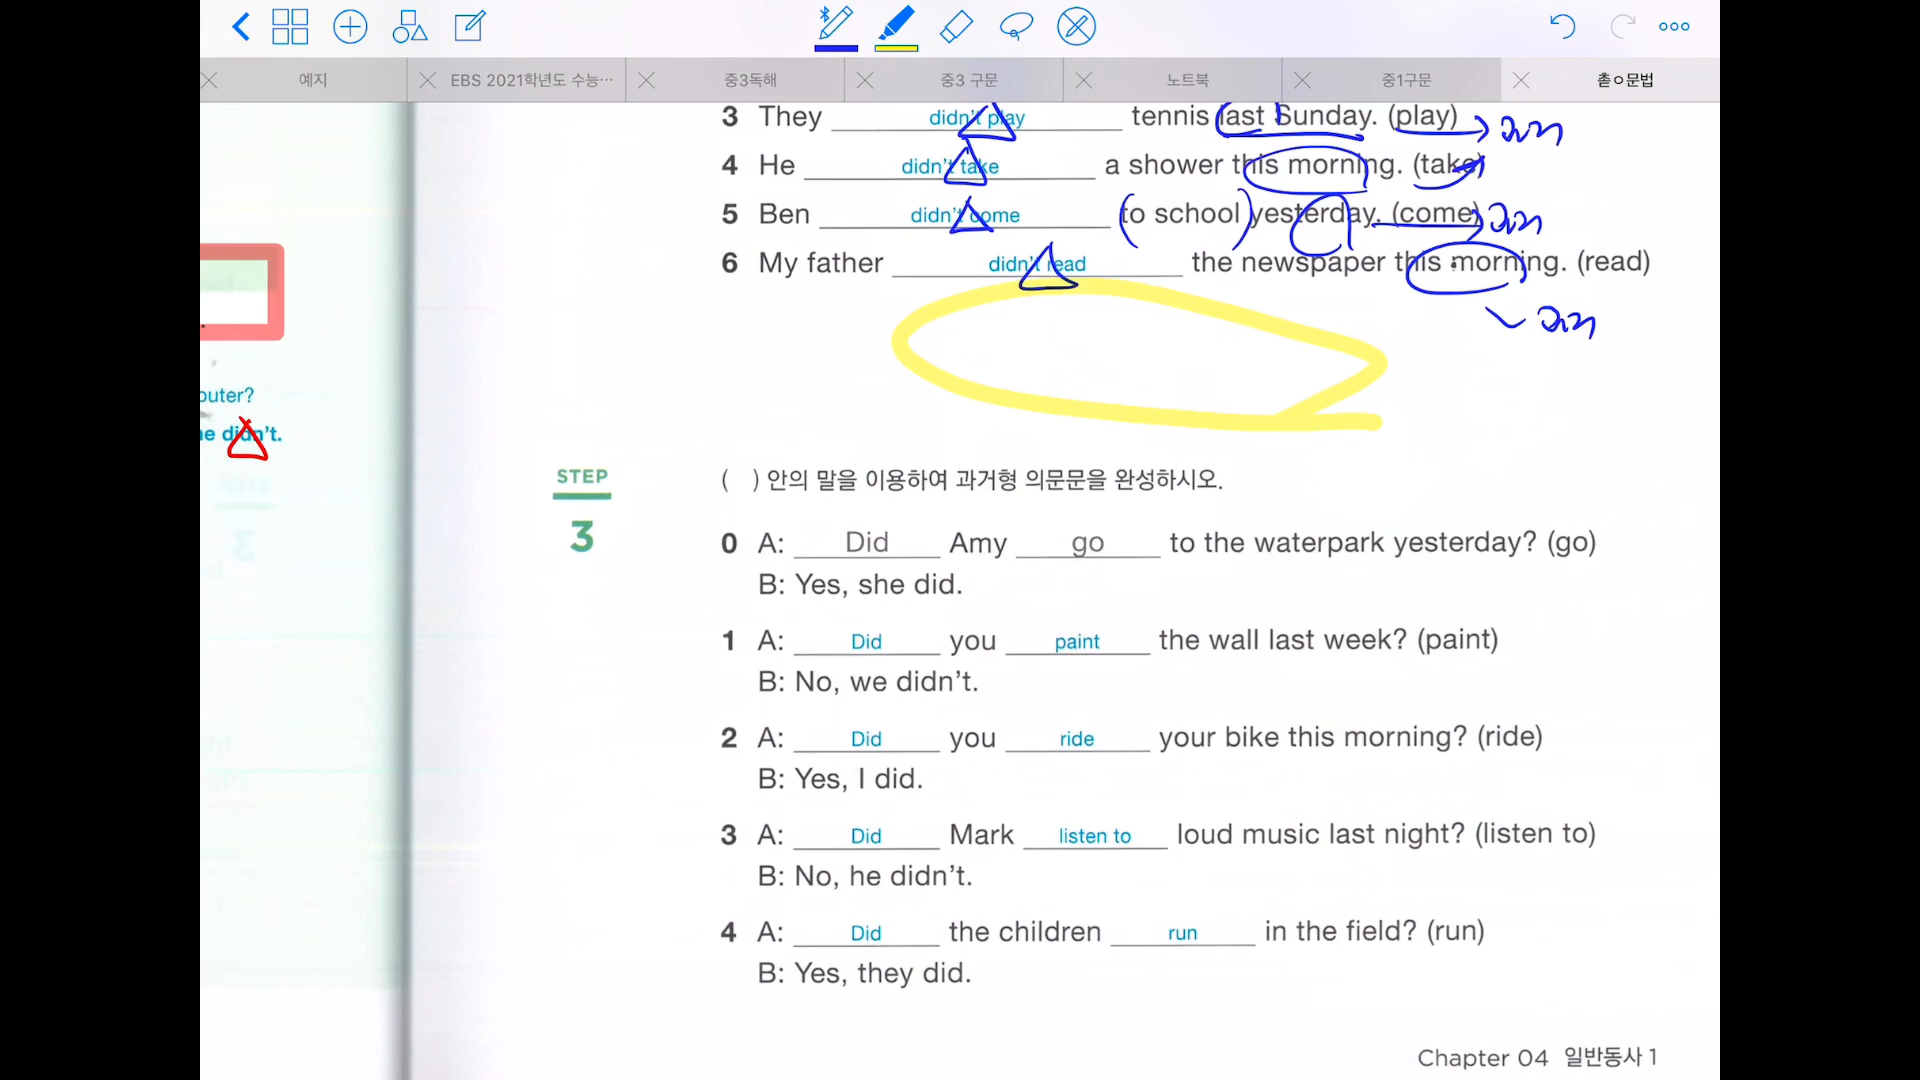 예지
EBS 2021학년도 수능…
중3독해
중3 구문
노트북
중1구문
촏ㅇ문법
3 They didn't play tennis last Sunday. (play)
4 He didn't take a shower this morning. (take)
5 Ben didn't come to school yesterday. (come)
6 My father didn't read the newspaper this morning. (read)
outer?
he didn't.
STEP
3
( ) 안의 말을 이용하여 과거형 의문문을 완성하시오.
0 A: Did Amy go to the waterpark yesterday? (go)
B: Yes, she did.
1 A: Did you paint the wall last week? (paint)
B: No, we didn't.
2 A: Did you ride your bike this morning? (ride)
B: Yes, I did.
3 A: Did Mark listen to loud music last night? (listen to)
B: No, he didn't.
4 A: Did the children run in the field? (run)
B: Yes, they did.
Chapter 04 일반동사 1